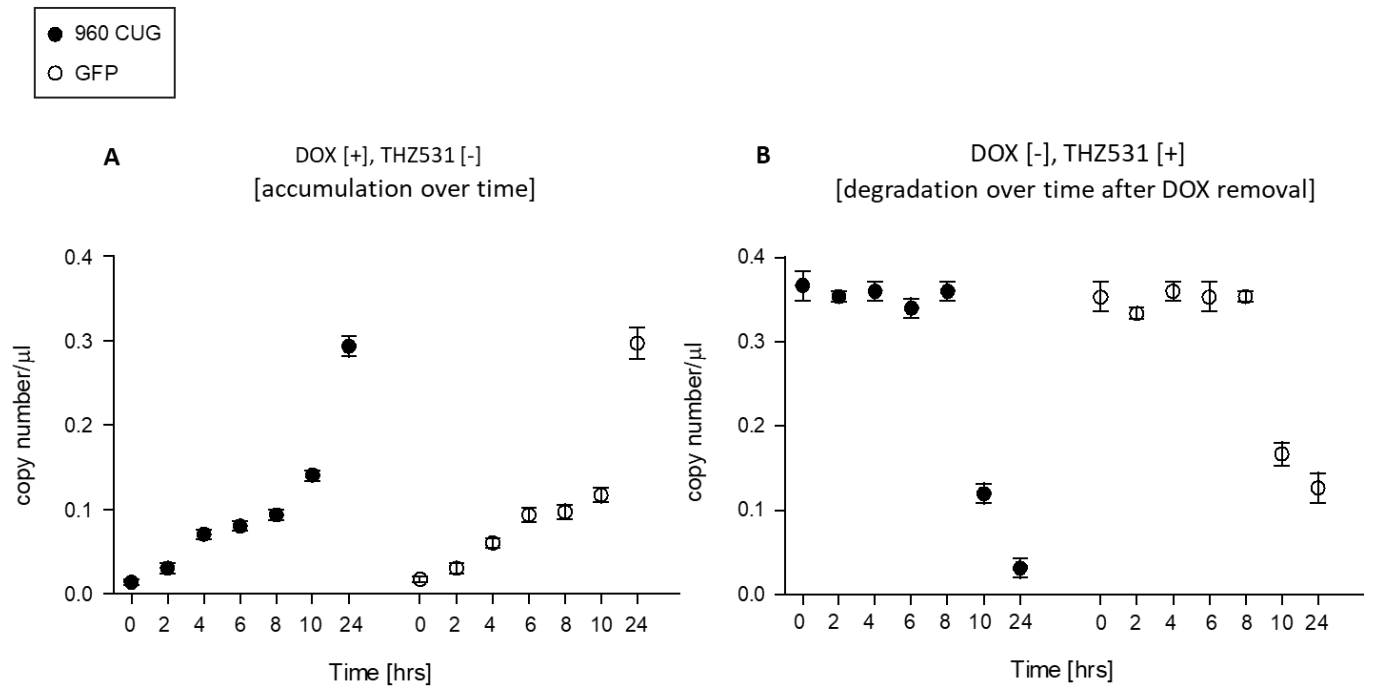 960 CUG
GFP
A
DOX [+], THZ531 [-]
[accumulation over time]
copy number/µl
0.4
0.3
0.2
0.1
0.0
0 2 4 6 8 10 24 0 2 4 6 8 10 24
Time [hrs]
B
DOX [-], THZ531 [+]
[degradation over time after DOX removal]
copy number/µl
0.4
0.3
0.2
0.1
0.0
0 2 4 6 8 10 24 0 2 4 6 8 10 24
Time [hrs]